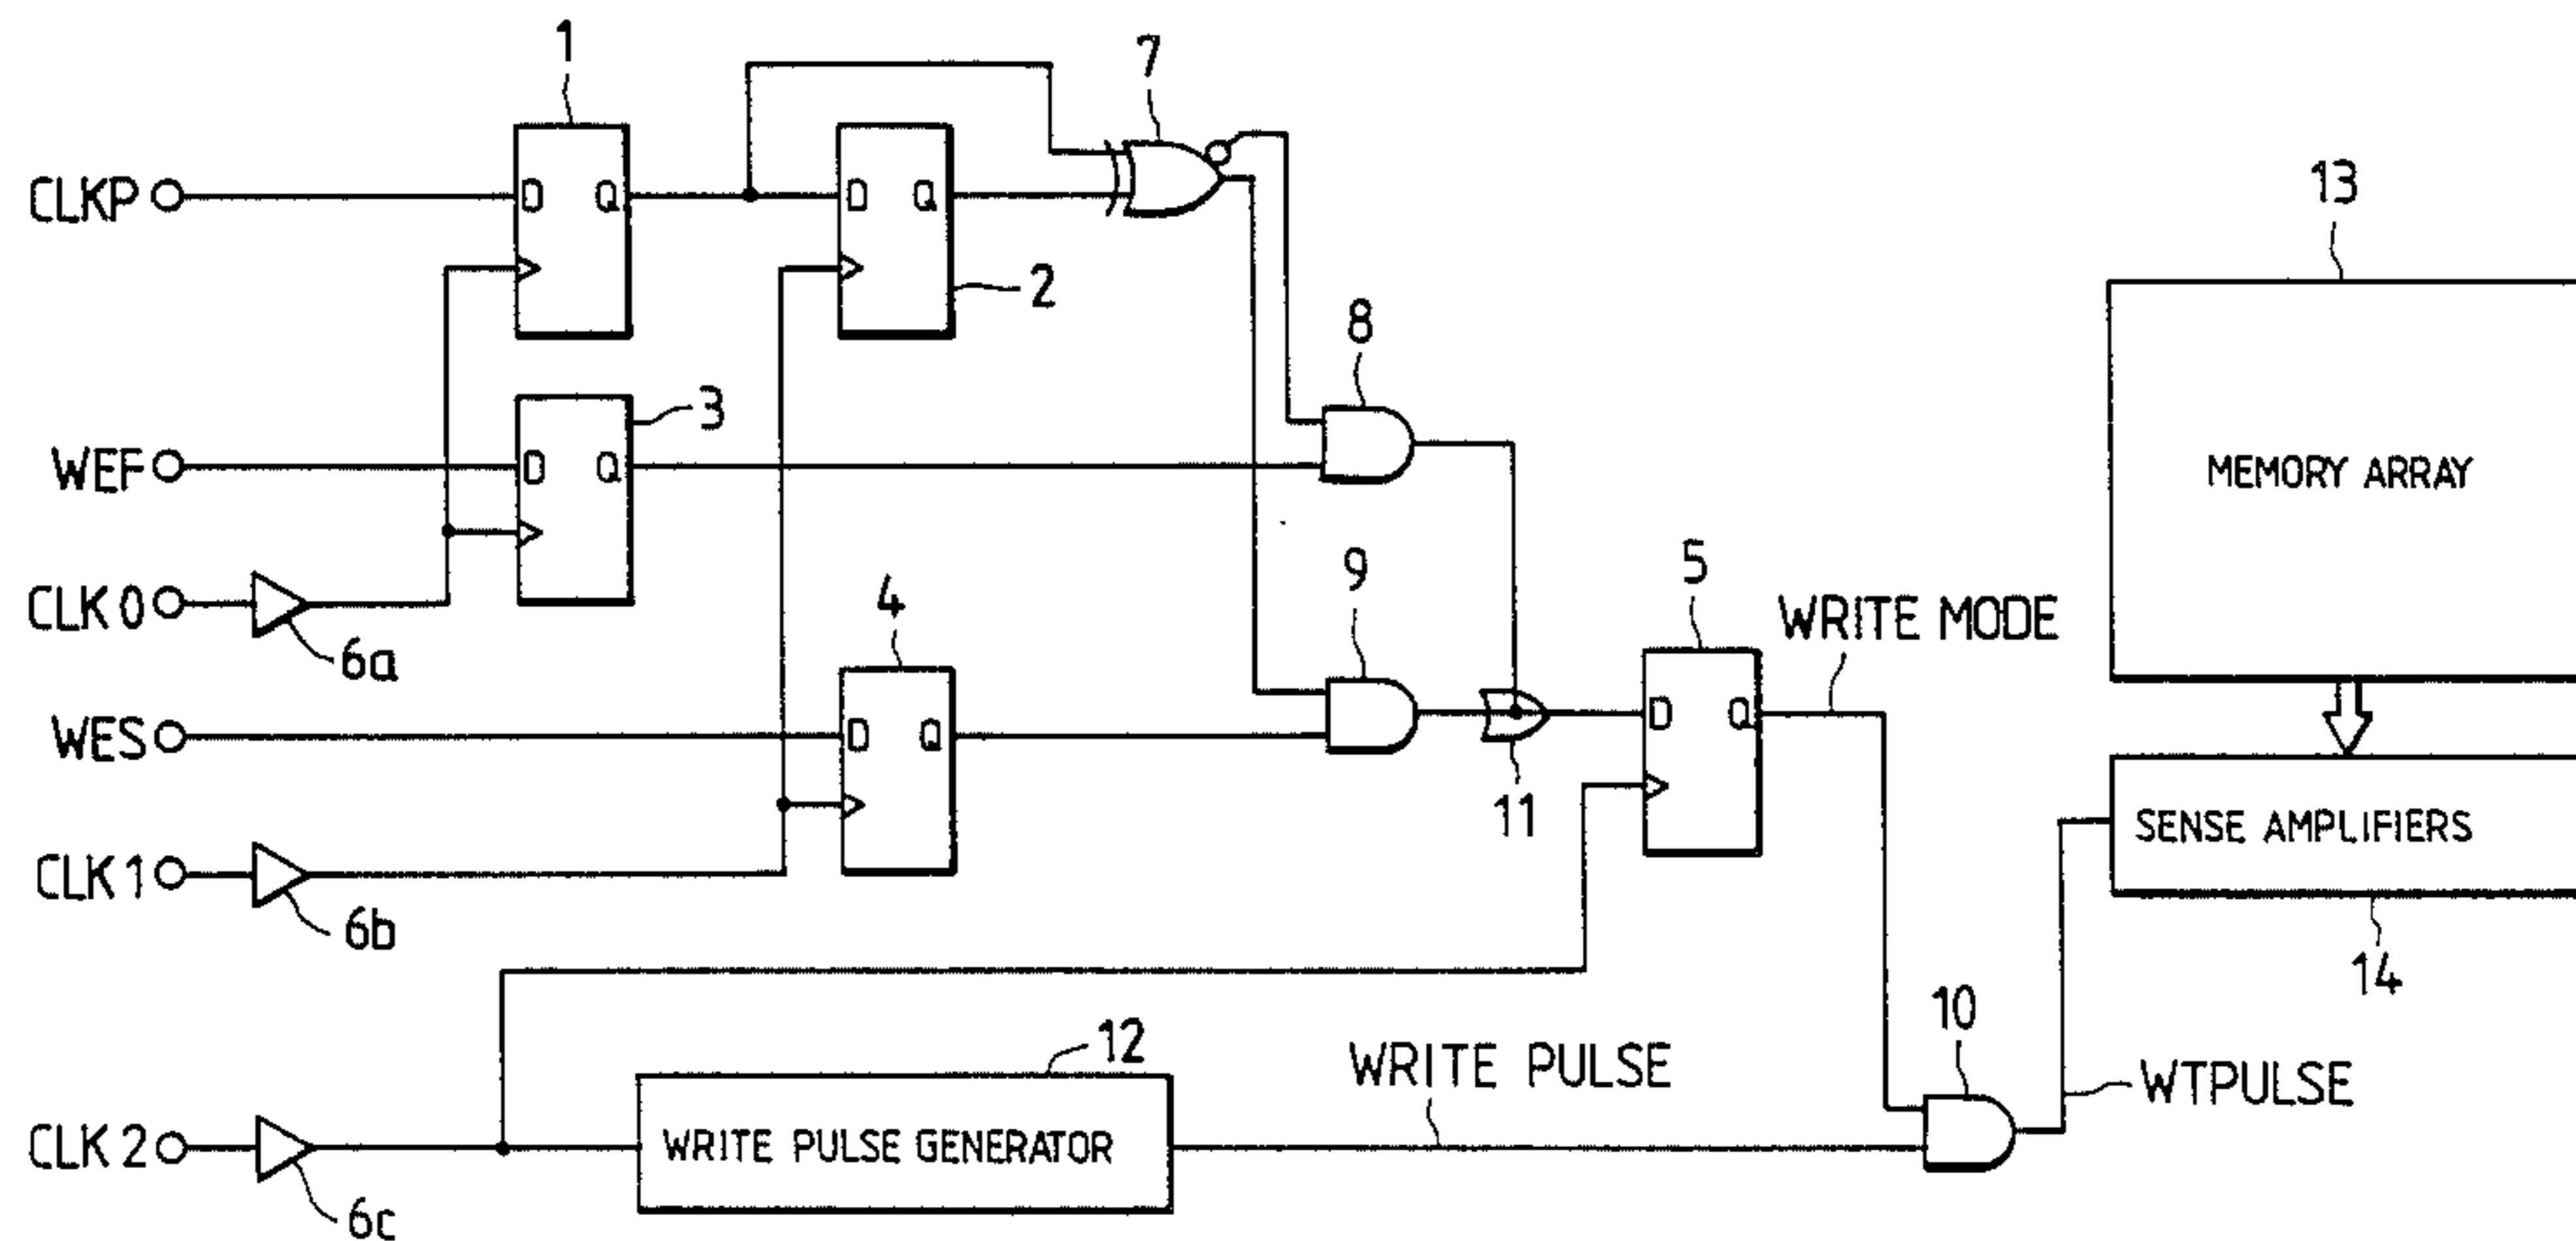 1
7
CLKP
D Q
D Q
13
2
8
3
WEF
D Q
MEMORY ARRAY
9
5
4
WRITE MODE
CLK 0
6a
D Q
WES
D Q
11
SENSE AMPLIFIERS
CLK 1
6b
14
10
12
WRITE PULSE
WTPULSE
CLK 2
WRITE PULSE GENERATOR
6c